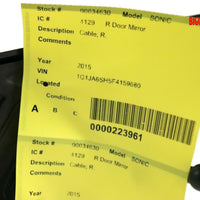 Stock # 00034630 Model SONIC
IC # 4129 R Door Mirror
Description Cable, R.
Comments
Year 2015
VIN 1G1JA6SH5F4159680
Located
Condition
A B C
0000223961
Stock # 00034630 Model SONIC
IC # 4129 R Door Mirror
Description Cable, R.
Comments
Year 2015